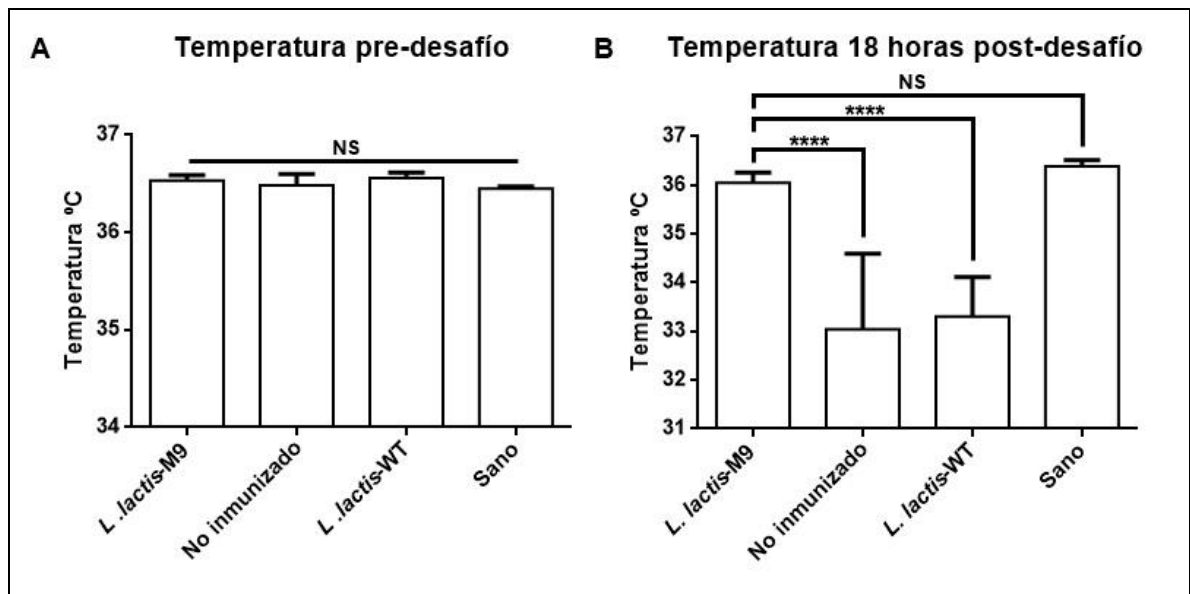 A
Temperatura pre-desafío
Temperatura ºC
37
36
35
34
NS
L .lactis-M9
No inmunizado
L .lactis-WT
Sano
B
Temperatura 18 horas post-desafío
Temperatura ºC
37
36
35
34
33
32
31
NS
****
****
L. lactis-M9
No inmunizado
L. lactis-WT
Sano